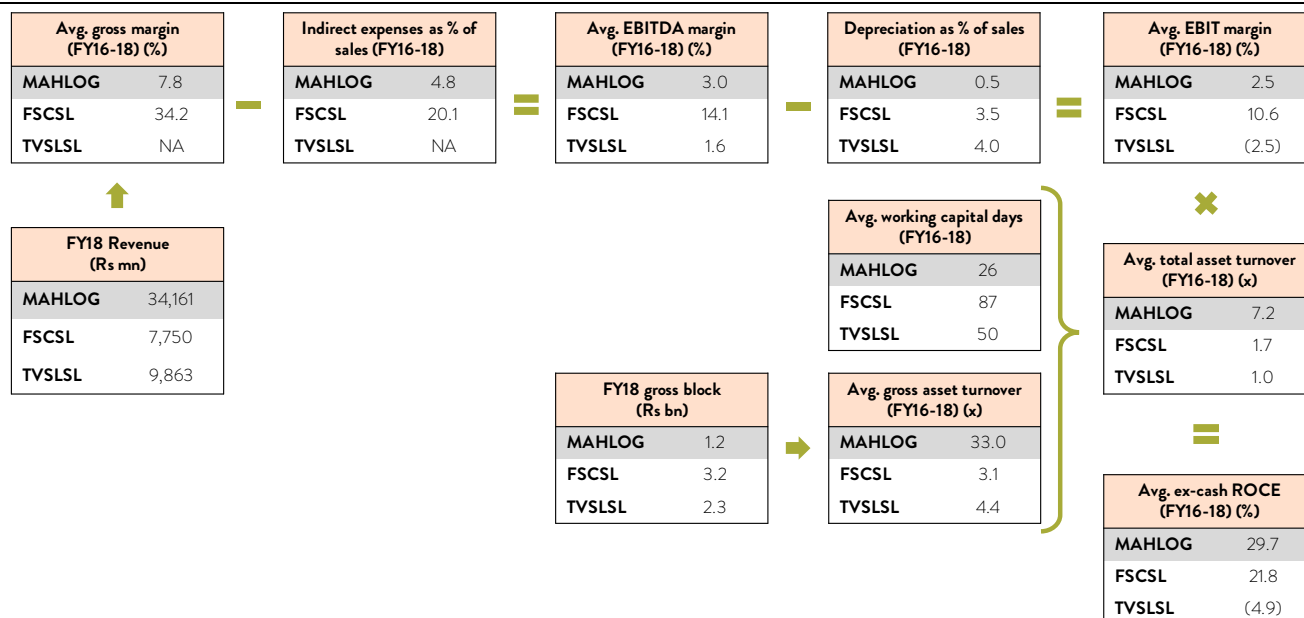 Avg. gross margin
(FY16-18) (%)
MAHLOG 7.8
FSCSL 34.2
TVSLSL NA
Indirect expenses as % of
sales (FY16-18)
MAHLOG 4.8
FSCSL 20.1
TVSLSL NA
Avg. EBITDA margin
(FY16-18) (%)
MAHLOG 3.0
FSCSL 14.1
TVSLSL 1.6
Depreciation as % of sales
(FY16-18)
MAHLOG 0.5
FSCSL 3.5
TVSLSL 4.0
Avg. EBIT margin
(FY16-18) (%)
MAHLOG 2.5
FSCSL 10.6
TVSLSL (2.5)
FY18 Revenue
(Rs mn)
MAHLOG 34,161
FSCSL 7,750
TVSLSL 9,863
Avg. working capital days
(FY16-18)
MAHLOG 26
FSCSL 87
TVSLSL 50
Avg. total asset turnover
(FY16-18) (x)
MAHLOG 7.2
FSCSL 1.7
TVSLSL 1.0
FY18 gross block
(Rs bn)
MAHLOG 1.2
FSCSL 3.2
TVSLSL 2.3
Avg. gross asset turnover
(FY16-18) (x)
MAHLOG 33.0
FSCSL 3.1
TVSLSL 4.4
Avg. ex-cash ROCE
(FY16-18) (%)
MAHLOG 29.7
FSCSL 21.8
TVSLSL (4.9)